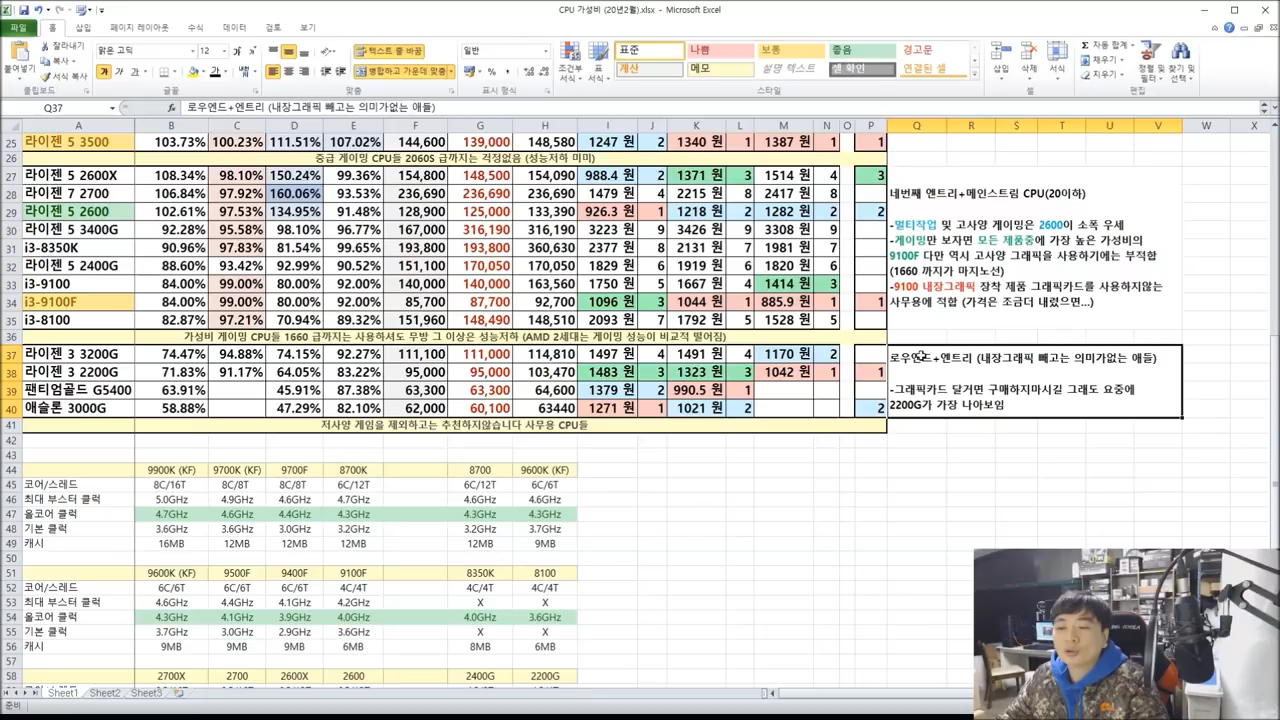 CPU 가성비 (20년2월).xlsx - Microsoft Excel
파일 홈 삽입 페이지 레이아웃 수식 데이터 검토 보기
잘라내기 맑은 고딕 12 텍스트 줄 바꿈 일반 표준 나쁨 보통 좋음 경고문 자동 합계
붙여넣기 복사 서식 복사 병합하고 가운데 맞춤 조건부 서식 표 서식 계산 메모 설명 텍스트 셀 확인 연결된 셀 삽입 삭제 서식 채우기 지우기 정렬 및 필터 찾기 및 선택
클립보드 글꼴 맞춤 표시 형식 스타일 셀 편집
Q37 fx 로우엔드+엔트리 (내장그래픽 빼고는 의미가없는 애들)
A B C D E F G H I J K L M N O P Q R S T U V W X
25 라이젠 5 3500 103.73% 100.23% 111.51% 107.02% 144,600 139,000 148,580 1247 원 2 1340 원 1 1387 원 1 1
26 중급 게이밍 CPU들 2060S 급까지는 걱정없음 (성능저하 미미)
27 라이젠 5 2600X 108.34% 98.10% 150.24% 99.36% 154,800 148,500 154,090 988.4 원 2 1371 원 3 1514 원 4 3
28 라이젠 7 2700 106.84% 97.92% 160.06% 93.53% 236,690 236,690 236,690 1479 원 4 2215 원 8 2417 원 8
네번째 엔트리+메인스트림 CPU(20이하)
29 라이젠 5 2600 102.61% 97.53% 134.95% 91.48% 128,900 125,000 133,390 926.3 원 1 1218 원 2 1282 원 2 2
30 라이젠 5 3400G 92.28% 95.58% 98.10% 96.77% 167,000 316,190 316,190 3223 원 9 3426 원 9 3308 원 9
31 i3-8350K 90.96% 97.83% 81.54% 99.65% 193,800 193,800 360,630 2377 원 8 2131 원 7 1981 원 7
32 라이젠 5 2400G 88.60% 93.42% 92.99% 90.52% 151,100 170,050 170,050 1829 원 6 1919 원 6 1820 원 6
33 i3-9100 84.00% 99.00% 80.00% 92.00% 140,000 140,000 163,360 1750 원 5 1667 원 4 1414 원 3
34 i3-9100F 84.00% 99.00% 80.00% 92.00% 85,700 87,700 92,700 1096 원 3 1044 원 1 885.9 원 1 1
35 i3-8100 82.87% 97.21% 70.94% 89.32% 151,960 148,490 148,510 2093 원 7 1792 원 5 1528 원 5
-멀티작업 및 고사양 게이밍은 2600이 소폭 우세
-게이밍만 보자면 모든 제품중에 가장 높은 가성비의
9100F 다만 역시 고사양 그래픽을 사용하기에는 부적합
(1660 까지가 마지노선)
-9100 내장그래픽 장착 제품 그래픽카드를 사용하지않는
사무용에 적합 (가격은 조금더 내렸으면...)
36 가성비 게이밍 CPU들 1660 급까지는 사용하셔도 무방 그 이상은 성능저하 (AMD 2세대는 게이밍 성능이 비교적 떨어짐)
37 라이젠 3 3200G 74.47% 94.88% 74.15% 92.27% 111,100 111,000 114,810 1497 원 4 1491 원 4 1170 원 2
38 라이젠 3 2200G 71.83% 91.17% 64.05% 83.22% 95,000 95,000 103,470 1483 원 3 1323 원 3 1042 원 1 1
39 팬티엄골드 G5400 63.91% 45.91% 87.38% 63,300 63,300 64,600 1379 원 2 990.5 원 1
40 애슬론 3000G 58.88% 47.29% 82.10% 62,000 60,100 63440 1271 원 1 1021 원 2 2
로우엔드+엔트리 (내장그래픽 빼고는 의미가없는 애들)
-그래픽카드 달거면 구매하지마시길 그래도 요중에
2200G가 가장 나아보임
41 저사양 게임을 제외하고는 추천하지않습니다 사무용 CPU들
42
43
44 9900K (KF) 9700K (KF) 9700F 8700K 8700 9600K (KF)
45 코어/스레드 8C/16T 8C/8T 8C/8T 6C/12T 6C/12T 6C/6T
46 최대 부스터 클럭 5.0GHz 4.9GHz 4.6GHz 4.7GHz 4.6GHz 4.6GHz
47 올코어 클럭 4.7GHz 4.6GHz 4.4GHz 4.3GHz 4.3GHz 4.3GHz
48 기본 클럭 3.6GHz 3.6GHz 3.0GHz 3.2GHz 3.2GHz 3.7GHz
49 캐시 16MB 12MB 12MB 12MB 12MB 9MB
50
51 9600K (KF) 9500F 9400F 9100F 8350K 8100
52 코어/스레드 6C/6T 6C/6T 6C/6T 4C/4T 4C/4T 4C/4T
53 최대 부스터 클럭 4.6GHz 4.4GHz 4.1GHz 4.2GHz X X
54 올코어 클럭 4.3GHz 4.1GHz 3.9GHz 4.0GHz 4.0GHz 3.6GHz
55 기본 클럭 3.7GHz 3.0GHz 2.9GHz 3.6GHz X X
56 캐시 9MB 9MB 9MB 6MB 8MB 6MB
57
58 2700X 2700 2600X 2600 2400G 2200G
Sheet1 Sheet2 Sheet3
준비